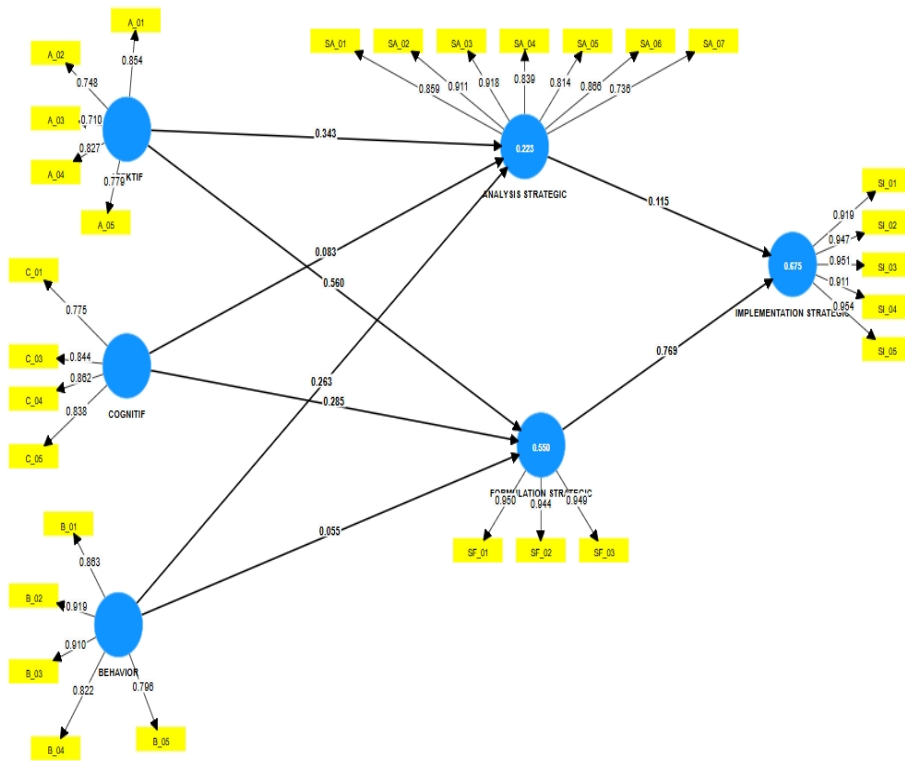 A_01
A_02
0.854
0.748
A_03
0.710
0.827
A_04
0.779
A_05
SA_01
SA_02
SA_03
SA_04
SA_05
SA_06
SA_07
0.859
0.911
0.918
0.839
0.814
0.866
0.736
0.343
0.223
ANALYSIS STRATEGIC
0.115
SI_01
0.919
SI_02
0.947
0.675
0.951
SI_03
0.911
SI_04
0.954
IMPLEMENTATION STRATEGIC
SI_05
0.083
0.560
C_01
0.775
C_03
0.844
0.862
C_04
0.838
COGNITIF
C_05
0.263
0.285
0.769
0.550
FORMULATION STRATEGIC
0.950
0.944
0.949
SF_01
SF_02
SF_03
0.055
B_01
0.863
B_02
0.919
0.910
B_03
BEHAVIOR
0.822
0.796
B_04
B_05